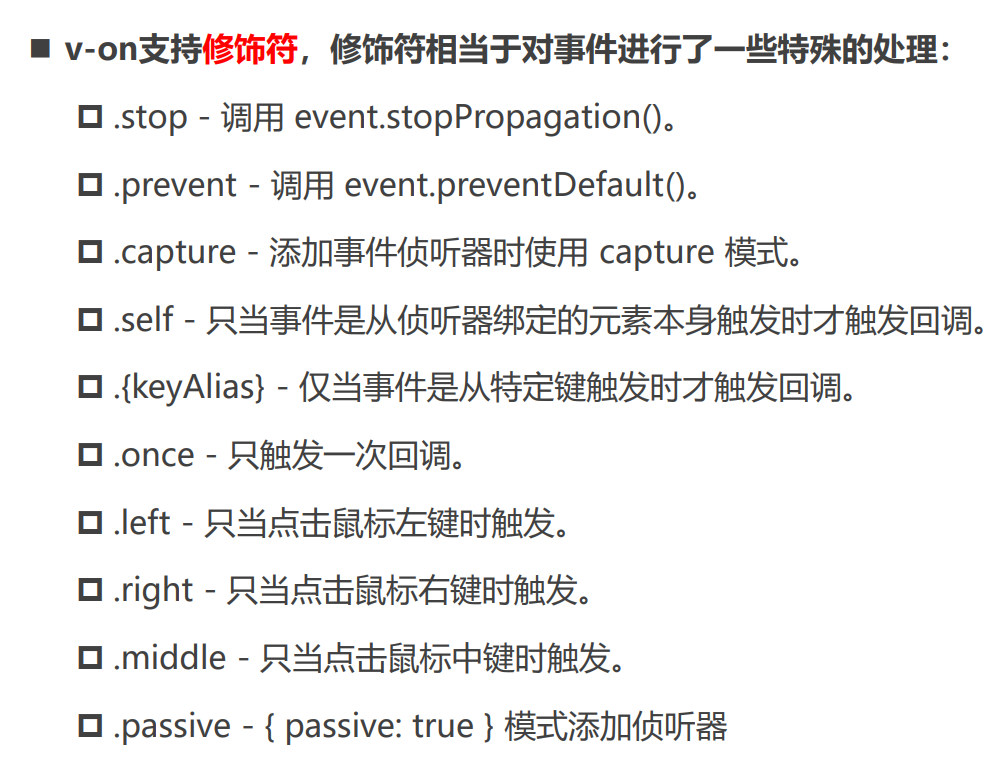 v-on支持修饰符，修饰符相当于对事件进行了一些特殊的处理：
.stop - 调用 event.stopPropagation()。
.prevent - 调用 event.preventDefault()。
.capture - 添加事件侦听器时使用 capture 模式。
.self - 只当事件是从侦听器绑定的元素本身触发时才触发回调。
.{keyAlias} - 仅当事件是从特定键触发时才触发回调。
.once - 只触发一次回调。
.left - 只当点击鼠标左键时触发。
.right - 只当点击鼠标右键时触发。
.middle - 只当点击鼠标中键时触发。
.passive - { passive: true } 模式添加侦听器